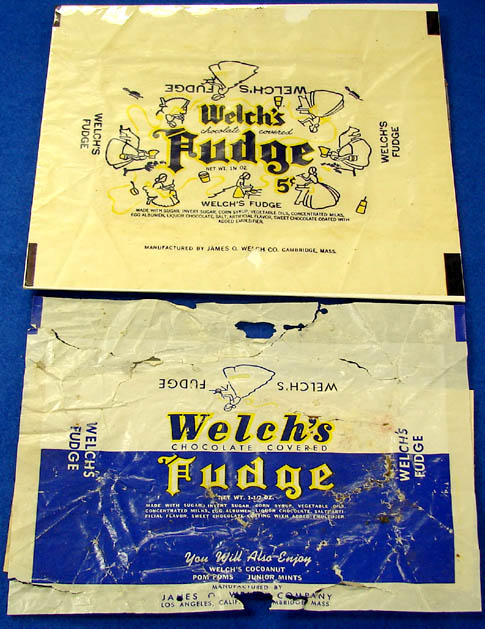 WELCH'S
FUDGE
Welch's
chocolate covered
Fudge
NET WT. 1⅛ OZ.
5¢
WELCH'S
FUDGE
WELCH'S
FUDGE
WELCH'S FUDGE
MADE WITH SUGAR, INVERT SUGAR, CORN SYRUP, VEGETABLE OILS, CONCENTRATED MILKS,
EGG ALBUMEN, LIQUOR CHOCOLATE, SALT, ARTIFICIAL FLAVOR, SWEET CHOCOLATE COATED WITH
ADDED EMULSIFIER.
MANUFACTURED BY JAMES O. WELCH CO. CAMBRIDGE, MASS.
WELCH'S
FUDGE
Welch's
CHOCOLATE COVERED
Fudge
WELCH'S
FUDGE
WELCH'S
FUDGE
NET WT. 1-1/2 OZ.
MADE WITH SUGAR, INVERT SUGAR, CORN SYRUP, VEGETABLE OILS,
CONCENTRATED MILKS, EGG ALBUMEN, LIQUOR CHOCOLATE, SALT, ARTI-
FICIAL FLAVOR, SWEET CHOCOLATE COATING WITH ADDED EMULSIFIER.
You Will Also Enjoy
WELCH'S COCOANUT
POM POMS JUNIOR MINTS
MANUFACTURED BY
JAMES O. COMPANY
LOS ANGELES, MASS